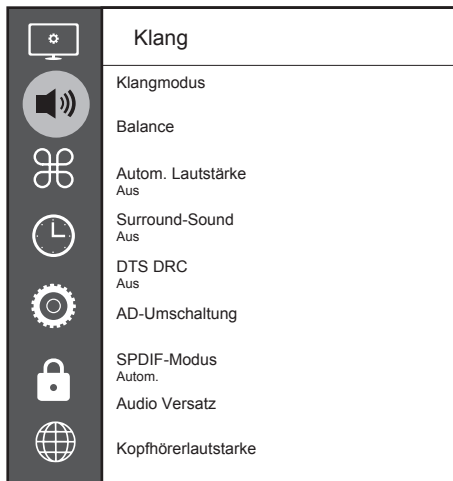 Klang
Klangmodus
Balance
Autom. Lautstärke
Aus
Surround-Sound
Aus
DTS DRC
Aus
AD-Umschaltung
SPDIF-Modus
Autom.
Audio Versatz
Kopfhörerlautstarke